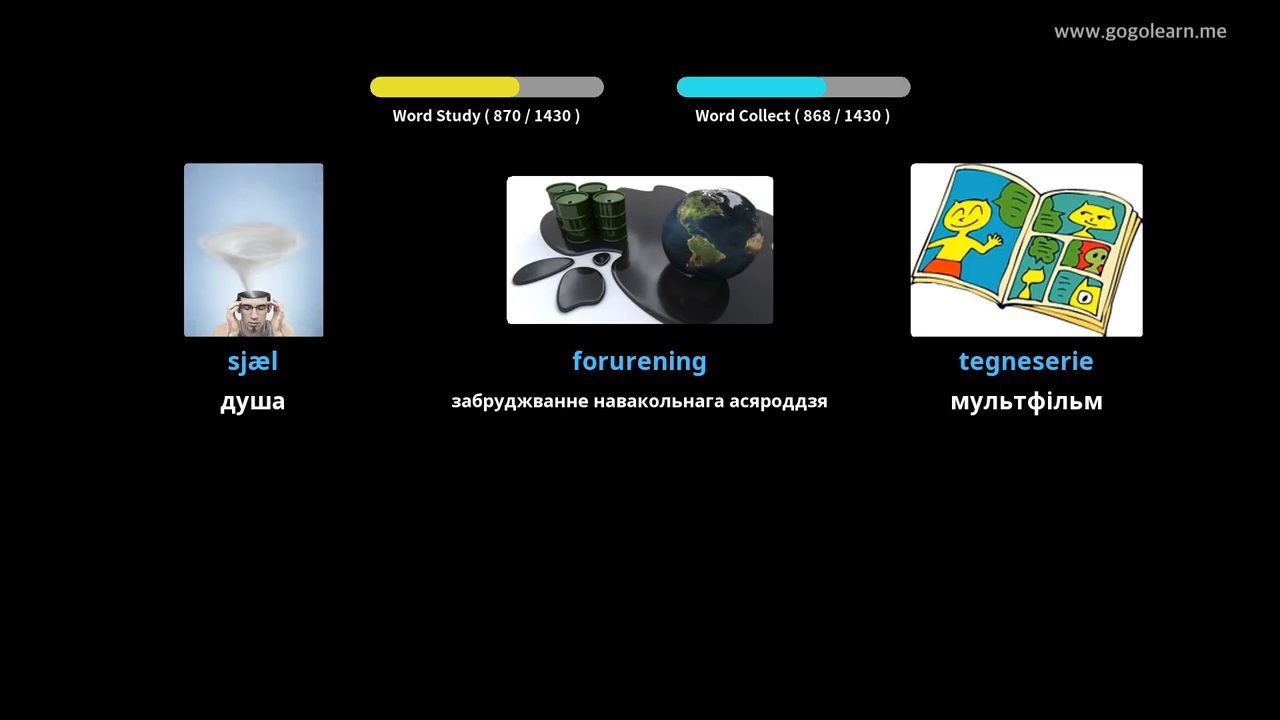 www.gogolearn.me
Word Study ( 870 / 1430 )
Word Collect ( 868 / 1430 )
sjæl
forurening
tegneserie
душа
забруджванне навакольнага асяроддзя
мультфільм